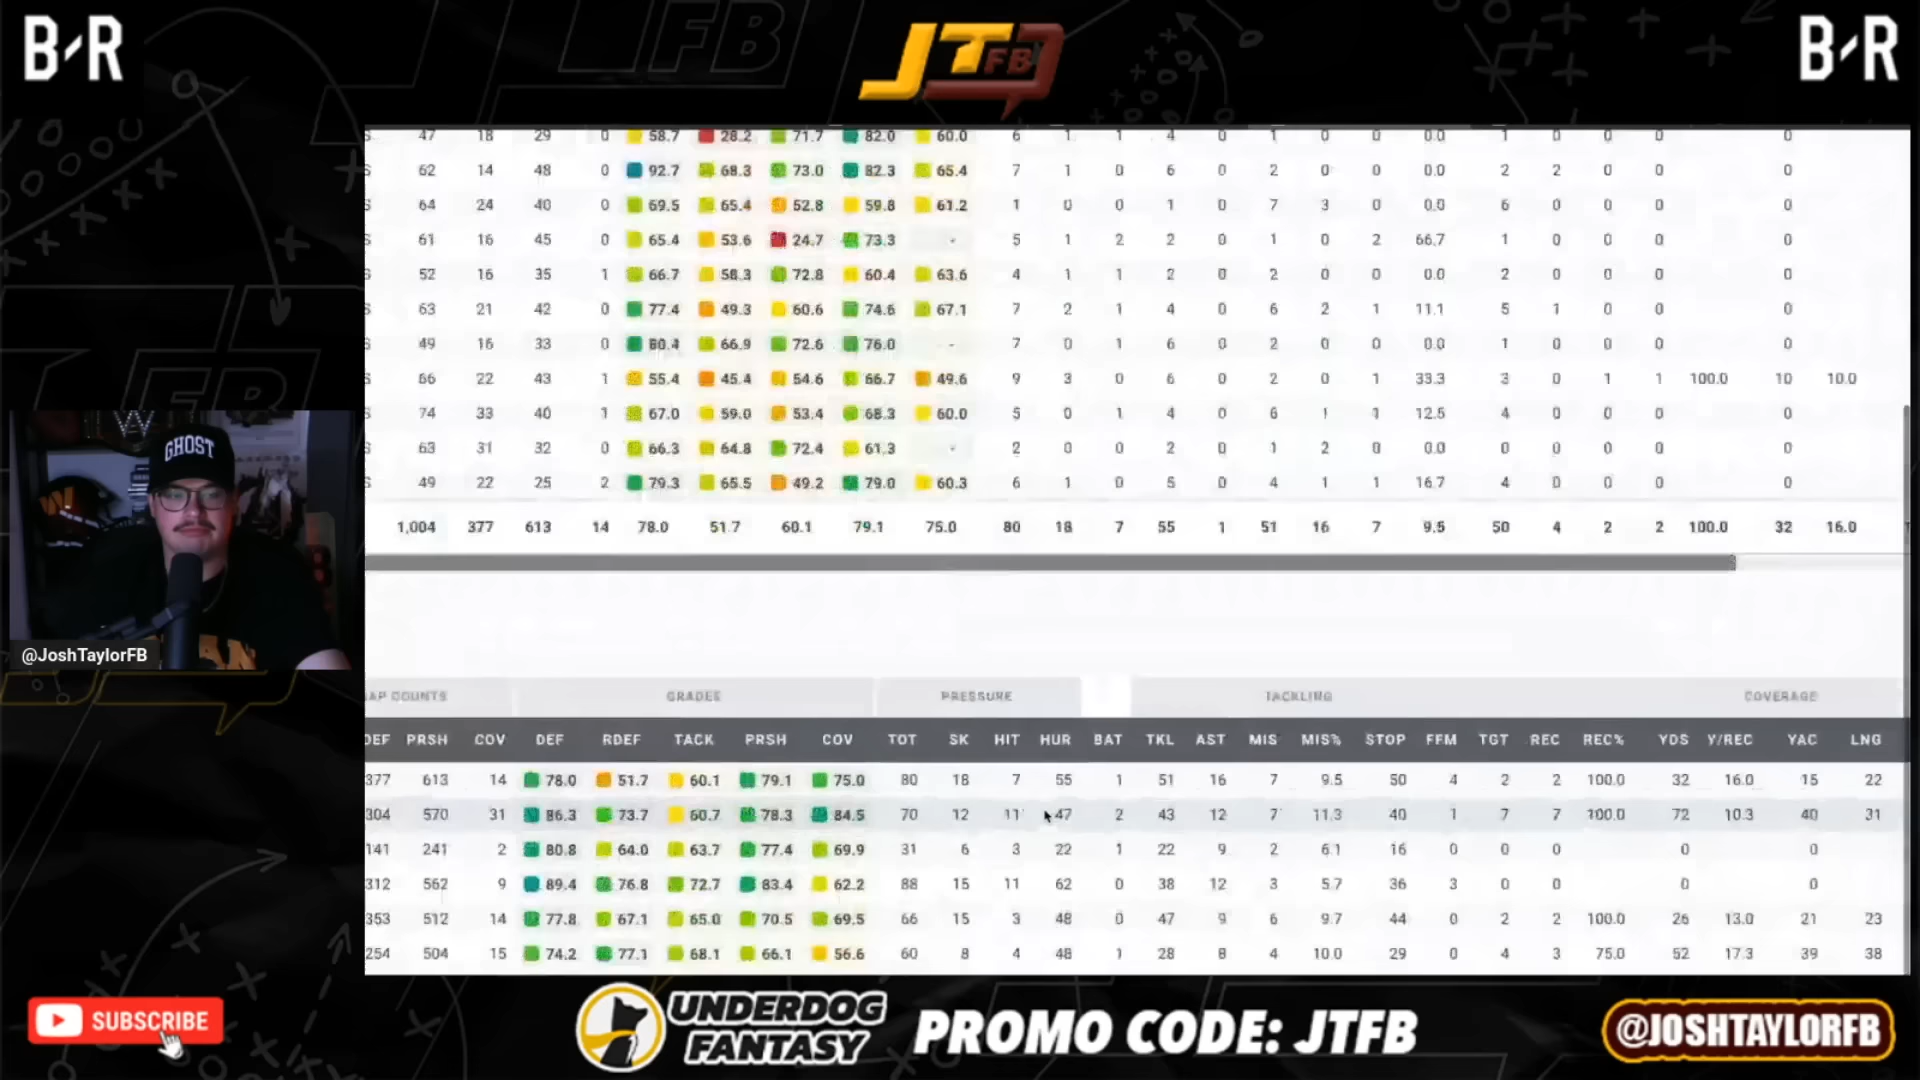 B/R
JTFB
B/R
S 47 18 29 0 58.7 28.2 71.7 82.0 60.0 6 1 1 4 0 1 0 0 0.0 1 0 0 0 0
S 62 14 48 0 92.7 68.3 73.0 82.3 65.4 7 1 0 6 0 2 0 0 0.0 2 2 0 0 0
S 64 24 40 0 69.5 65.4 52.8 59.8 61.2 1 0 0 1 0 7 3 0 0.0 6 0 0 0 0
S 61 16 45 0 65.4 53.6 24.7 73.3 - 5 1 2 2 0 1 0 2 66.7 1 0 0 0 0
S 52 16 35 1 66.7 58.3 72.8 60.4 63.6 4 1 1 2 0 2 0 0 0.0 2 0 0 0 0
S 63 21 42 0 77.4 49.3 60.6 74.6 67.1 7 2 1 4 0 6 2 1 11.1 5 1 0 0 0
S 49 16 33 0 80.4 66.9 72.6 76.0 - 7 0 1 6 0 2 0 0 0.0 1 0 0 0 0
S 66 22 43 1 55.4 45.4 54.6 66.7 49.6 9 3 0 6 0 2 0 1 33.3 3 0 1 1 100.0 10 10.0
S 74 33 40 1 67.0 59.0 53.4 68.3 60.0 5 0 1 4 0 6 1 1 12.5 4 0 0 0 0
S 63 31 32 0 66.3 64.8 72.4 61.3 - 2 0 0 2 0 1 2 0 0.0 0 0 0 0 0
S 49 22 25 2 79.3 65.5 49.2 79.0 60.3 6 1 0 5 0 4 1 1 16.7 4 0 0 0 0
1,004 377 613 14 78.0 51.7 60.1 79.1 75.0 80 18 7 55 1 51 16 7 9.5 50 4 2 2 100.0 32 16.0
AP COUNTS GRADES PRESSURE TACKLING COVERAGE
DEF PRSH COV DEF RDEF TACK PRSH COV TOT SK HIT HUR BAT TKL AST MIS MIS% STOP FFM TGT REC REC% YDS Y/REC YAC LNG
377 613 14 78.0 51.7 60.1 79.1 75.0 80 18 7 55 1 51 16 7 9.5 50 4 2 2 100.0 32 16.0 15 22
304 570 31 86.3 73.7 60.7 78.3 84.5 70 12 11 47 2 43 12 7 11.3 40 1 7 7 100.0 72 10.3 40 31
141 241 2 80.8 64.0 63.7 77.4 69.9 31 6 3 22 1 22 9 2 6.1 16 0 0 0 0 0
312 562 9 89.4 76.8 72.7 83.4 62.2 88 15 11 62 0 38 12 3 5.7 36 3 0 0 0 0
353 512 14 77.8 67.1 65.0 70.5 69.5 66 15 3 48 0 47 9 6 9.7 44 0 2 2 100.0 26 13.0 21 23
254 504 15 74.2 77.1 68.1 66.1 56.6 60 8 4 48 1 28 8 4 10.0 29 0 4 3 75.0 52 17.3 39 38
GHOST
@JoshTaylorFB
SUBSCRIBE
UNDERDOG
FANTASY
PROMO CODE: JTFB
@JOSHTAYLORFB